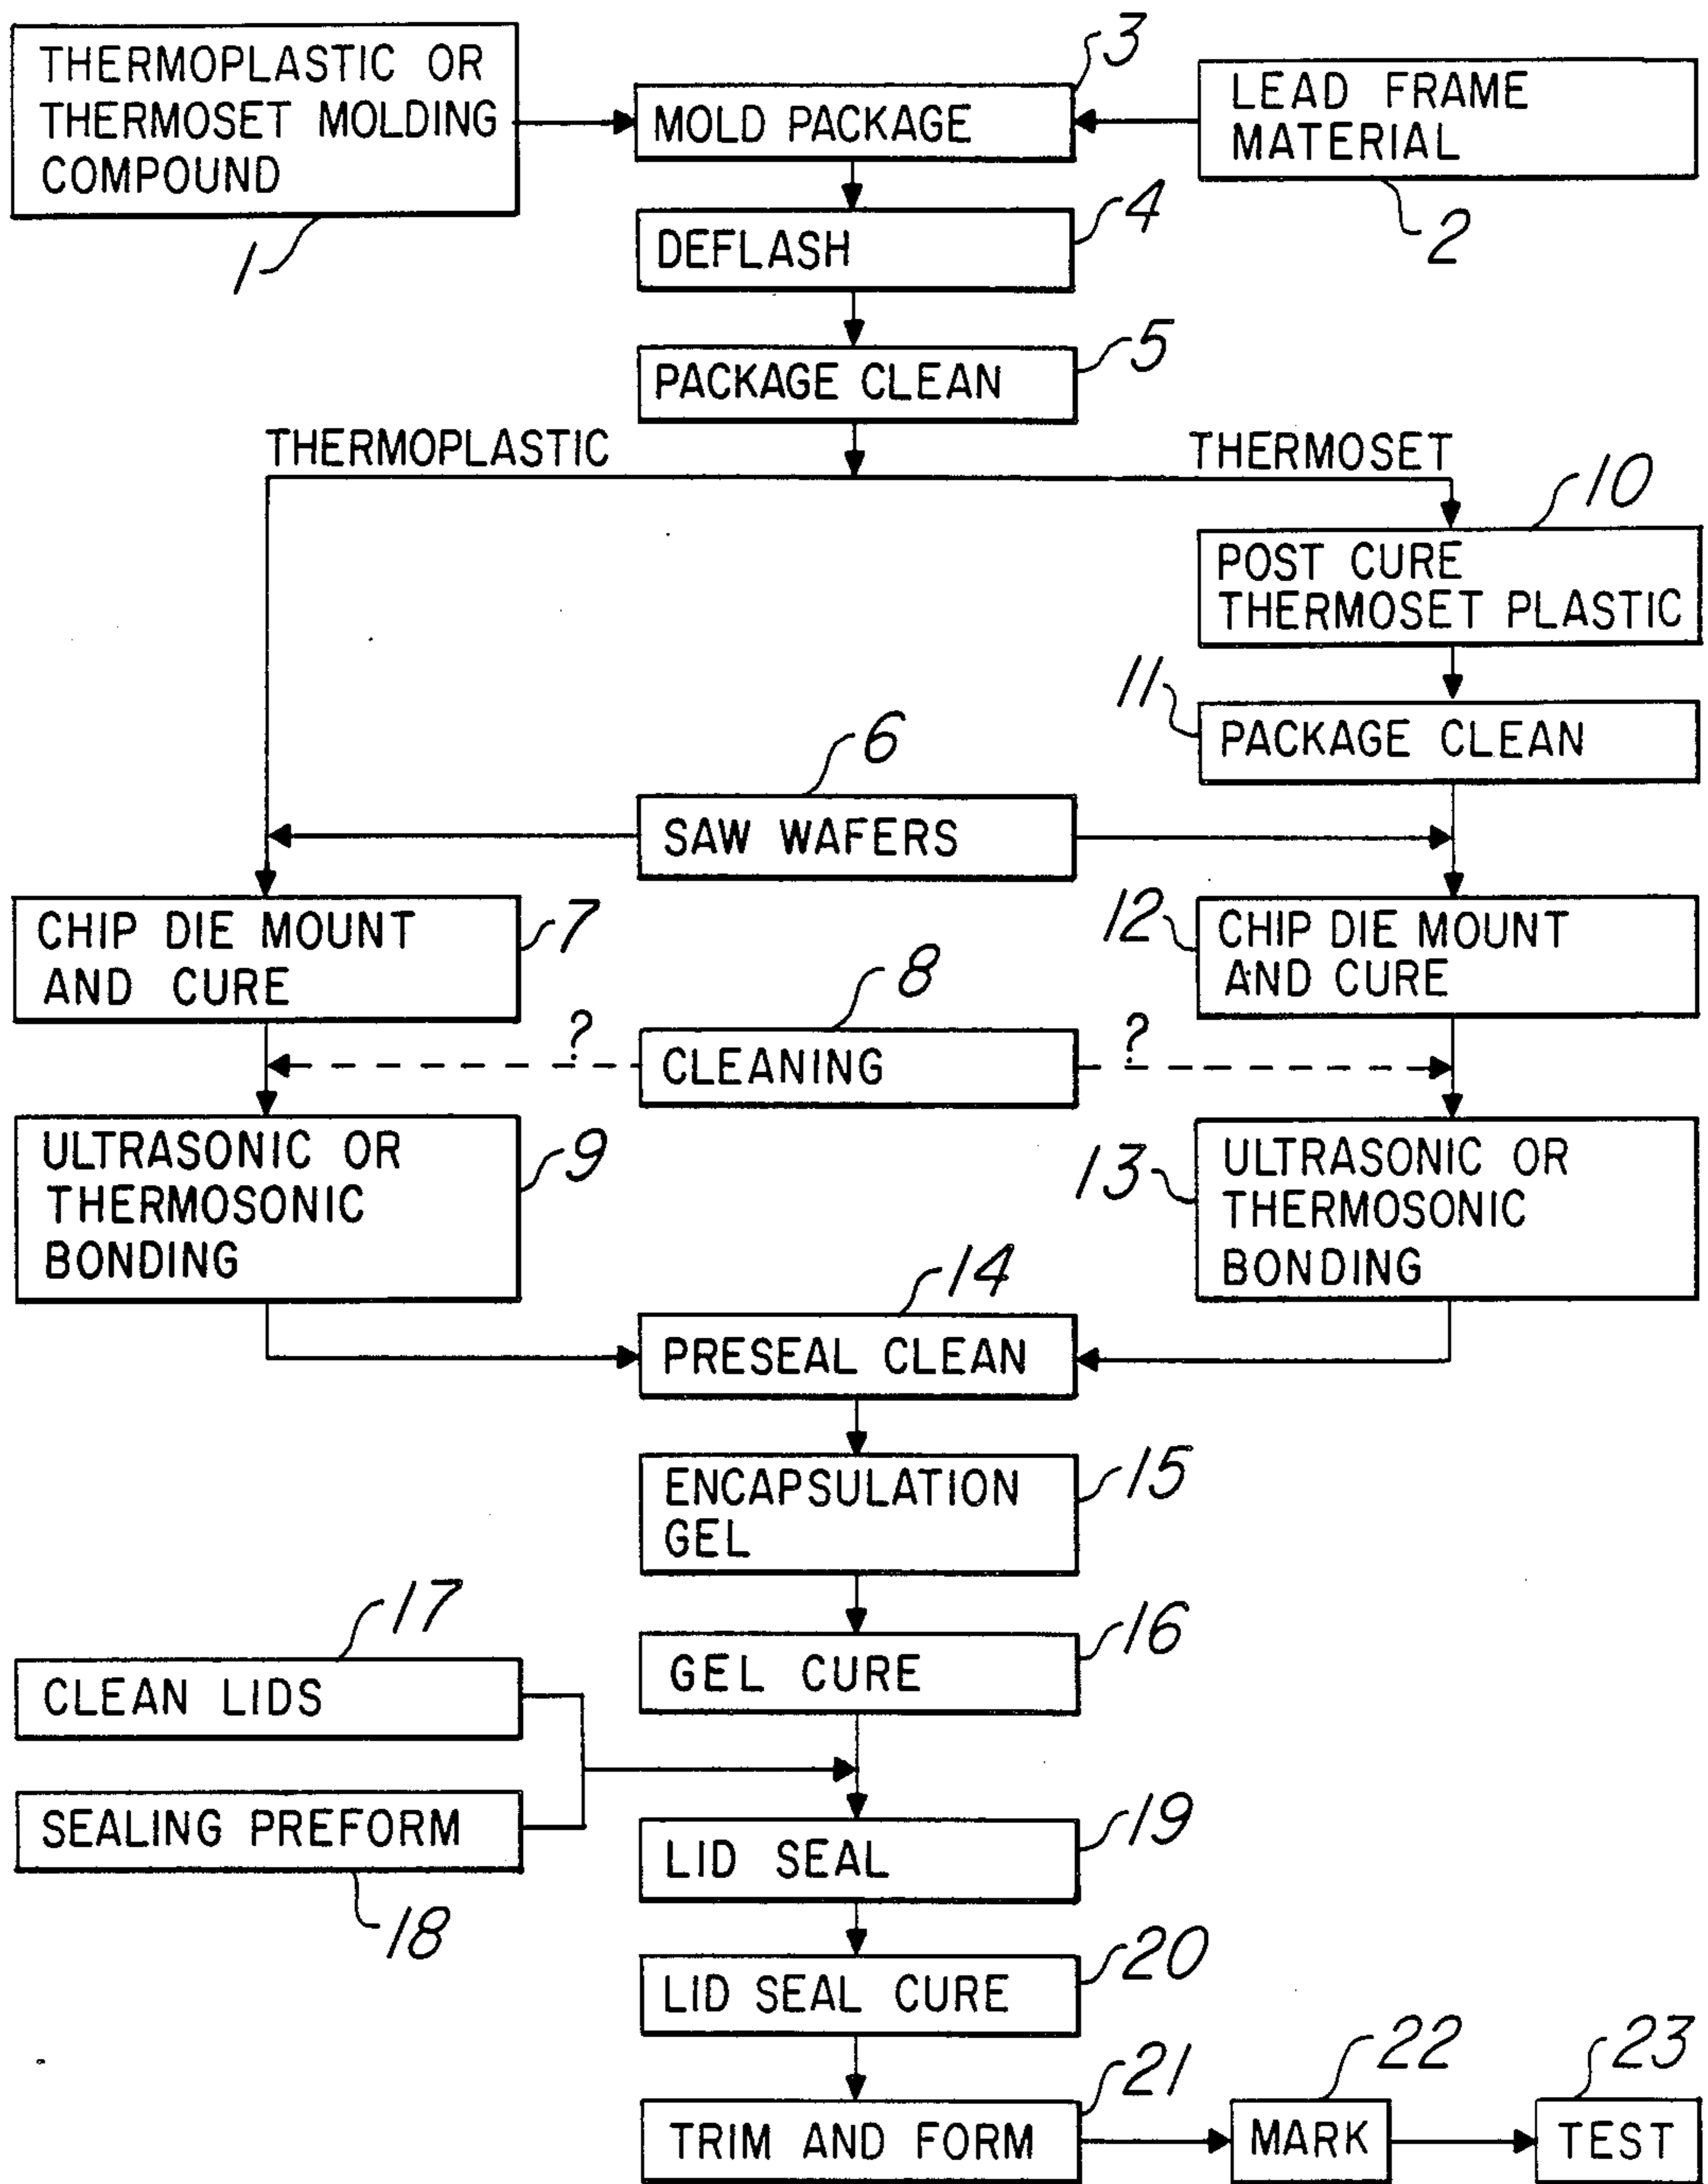 THERMOPLASTIC OR
THERMOSET MOLDING
COMPOUND
1
MOLD PACKAGE
3
LEAD FRAME
MATERIAL
2
DEFLASH
4
PACKAGE CLEAN
5
THERMOPLASTIC
THERMOSET
10
POST CURE
THERMOSET PLASTIC
11
PACKAGE CLEAN
6
SAW WAFERS
CHIP DIE MOUNT
AND CURE
7
12
CHIP DIE MOUNT
AND CURE
8
?
CLEANING
?
ULTRASONIC OR
THERMOSONIC
BONDING
9
13
ULTRASONIC OR
THERMOSONIC
BONDING
14
PRESEAL CLEAN
ENCAPSULATION
GEL
15
GEL CURE
16
17
CLEAN LIDS
SEALING PREFORM
18
LID SEAL
19
LID SEAL CURE
20
TRIM AND FORM
21
MARK
22
TEST
23